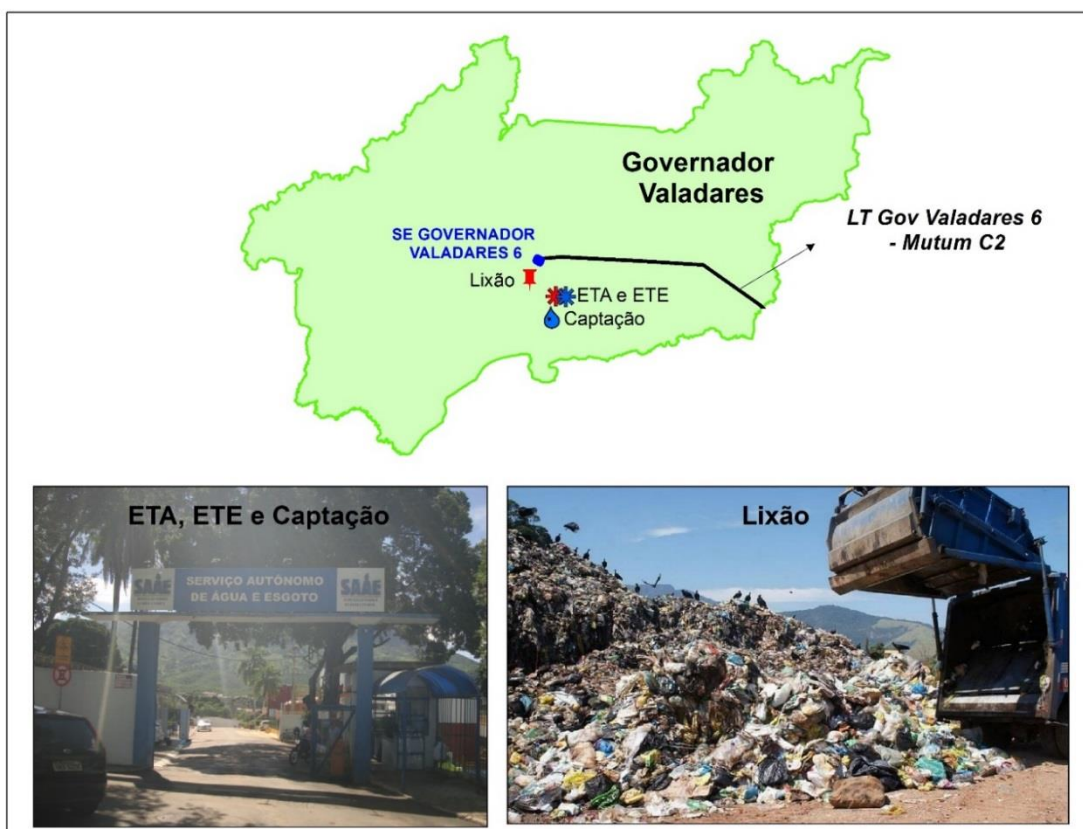 Governador
Valadares
LT Gov Valadares 6
- Mutum C2
SE GOVERNADOR
VALADARES 6
Lixão
ETA e ETE
Captação
ETA, ETE e Captação
SAAE
SERVIÇO AUTÔNOMO
DE ÁGUA E ESGOTO
SAAE
Lixão